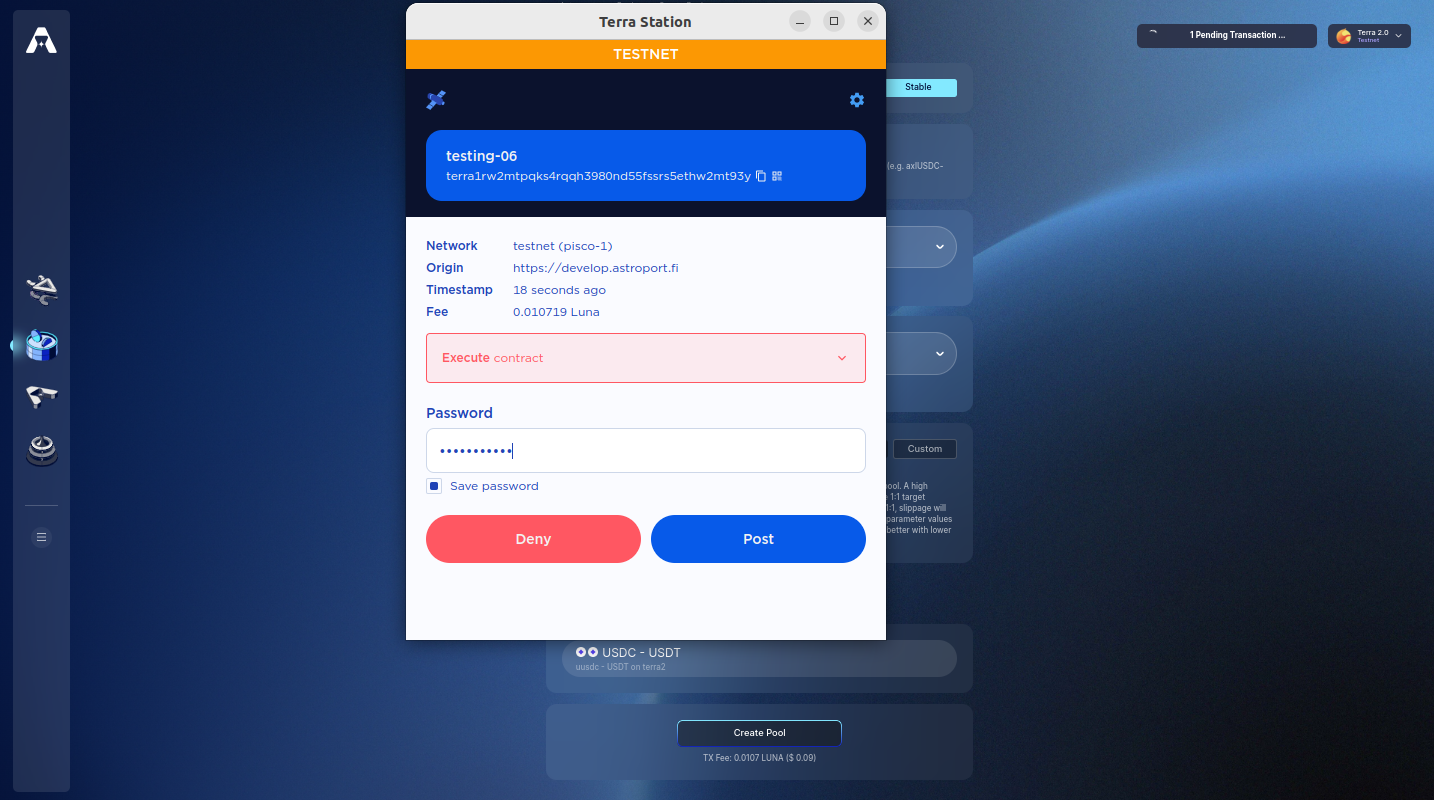 Terra Station
TESTNET
testing-06
terra1rw2mtpqks4rqqh3980nd55fssrs5ethw2mt93y
Network testnet (pisco-1)
Origin https://develop.astroport.fi
Timestamp 18 seconds ago
Fee 0.010719 Luna
Execute contract
Password
•••••••••••
Save password
Deny Post
1 Pending Transaction ...
Terra 2.0
Testnet
Stable
(e.g. axlUSDC-
Custom
pool. A high
1:1 target
1:1, slippage will
parameter values
better with lower
USDC - USDT
uusdc - USDT on terra2
Create Pool
TX Fee: 0.0107 LUNA ($ 0.09)